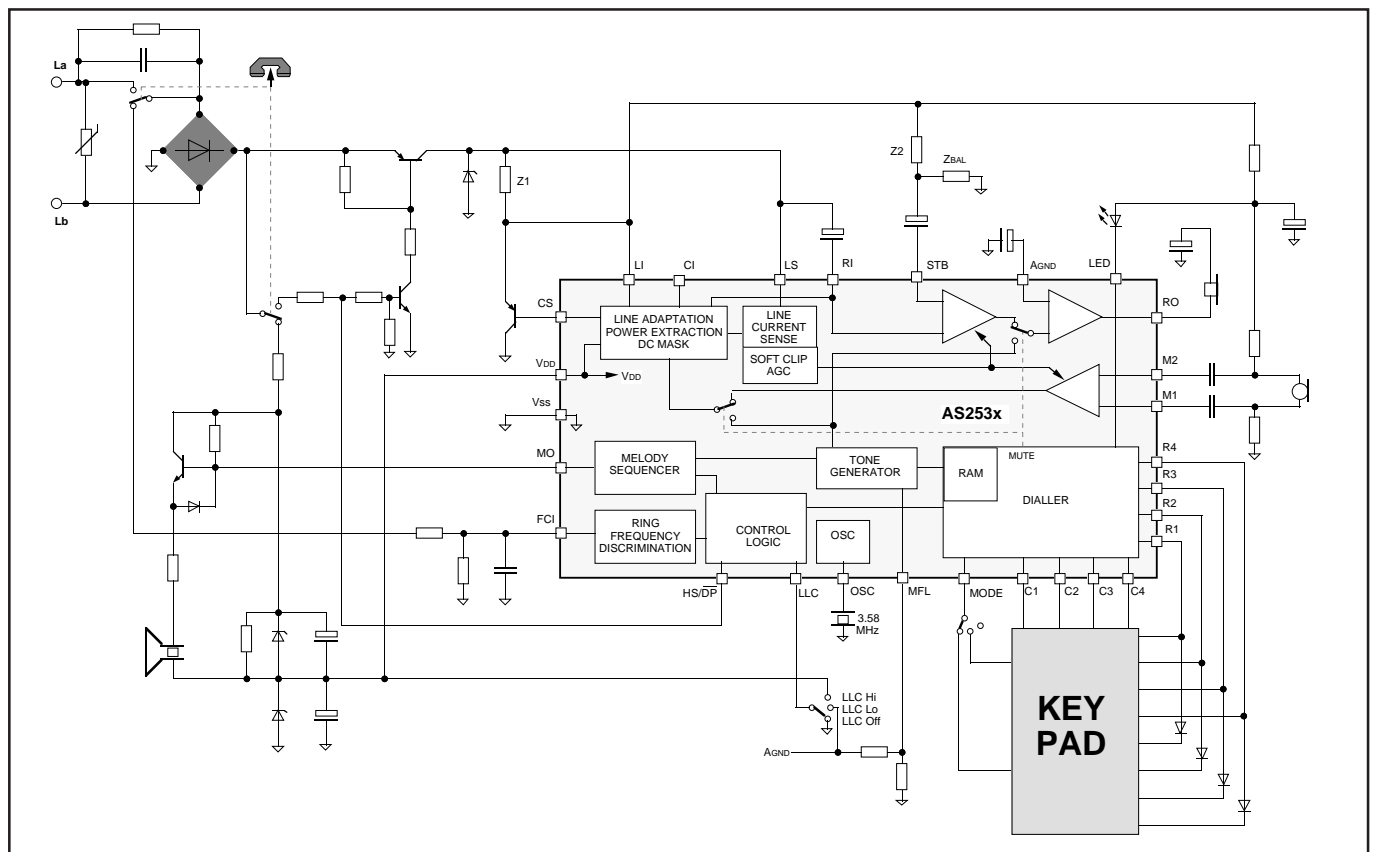 La
Lb
Z1
Z2
ZBAL
LI
CI
LS
RI
STB
AGND
LED
CS
LINE ADAPTATION
POWER EXTRACTION
DC MASK
LINE
CURRENT
SENSE
SOFT CLIP
AGC
RO
VDD
VDD
M2
VSS
M1
AS253x
MO
MELODY
SEQUENCER
TONE
GENERATOR
MUTE
RAM
DIALLER
R4
R3
R2
R1
FCI
RING
FREQUENCY
DISCRIMINATION
CONTROL
LOGIC
OSC
HS/DP
LLC
OSC
MFL
MODE
C1
C2
C3
C4
3.58
MHz
LLC Hi
LLC Lo
LLC Off
AGND
KEY
PAD